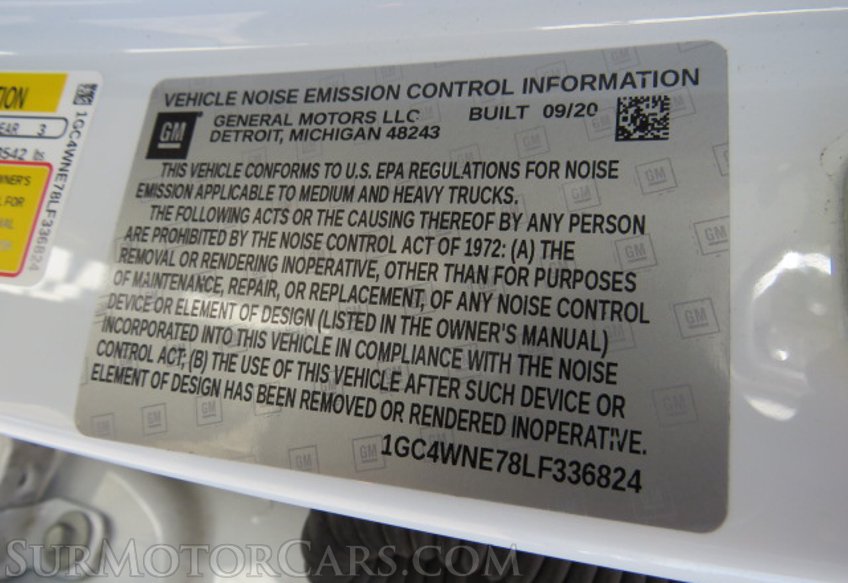 VEHICLE NOISE EMISSION CONTROL INFORMATION
GM
GENERAL MOTORS LLC BUILT 09/20
DETROIT, MICHIGAN 48243
THIS VEHICLE CONFORMS TO U.S. EPA REGULATIONS FOR NOISE
EMISSION APPLICABLE TO MEDIUM AND HEAVY TRUCKS.
THE FOLLOWING ACTS OR THE CAUSING THEREOF BY ANY PERSON
ARE PROHIBITED BY THE NOISE CONTROL ACT OF 1972: (A) THE
REMOVAL OR RENDERING INOPERATIVE, OTHER THAN FOR PURPOSES
OF MAINTENANCE, REPAIR, OR REPLACEMENT, OF ANY NOISE CONTROL
DEVICE OR ELEMENT OF DESIGN (LISTED IN THE OWNER'S MANUAL)
INCORPORATED INTO THIS VEHICLE IN COMPLIANCE WITH THE NOISE
CONTROL ACT; (B) THE USE OF THIS VEHICLE AFTER SUCH DEVICE OR
ELEMENT OF DESIGN HAS BEEN REMOVED OR RENDERED INOPERATIVE.
1GC4WNE78LF336824
3
1GC4WNE78LF336824
SurMotorCars.com